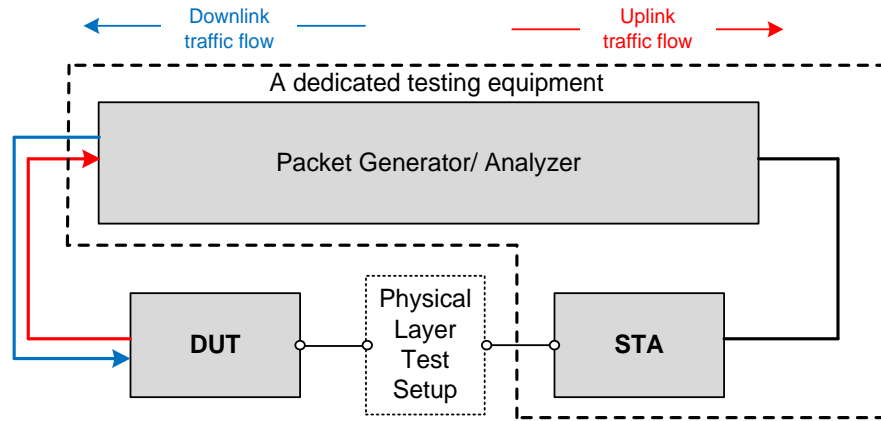 Downlink
traffic flow
Uplink
traffic flow
A dedicated testing equipment
Packet Generator/ Analyzer
DUT
Physical
Layer
Test
Setup
STA